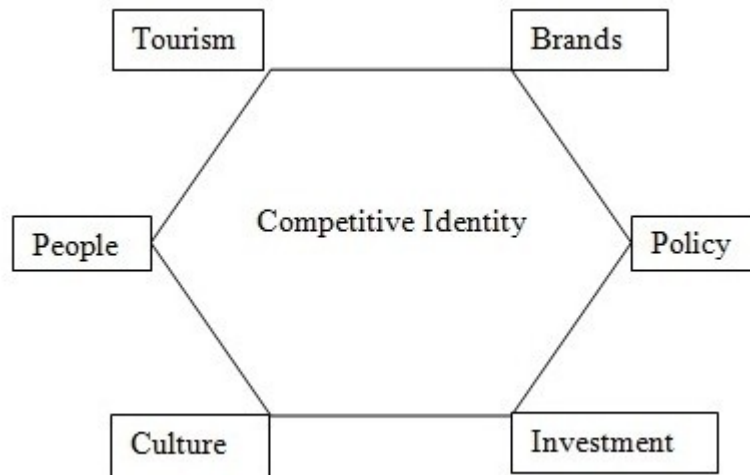 Tourism
Brands
Competitive Identity
People
Policy
Culture
Investment